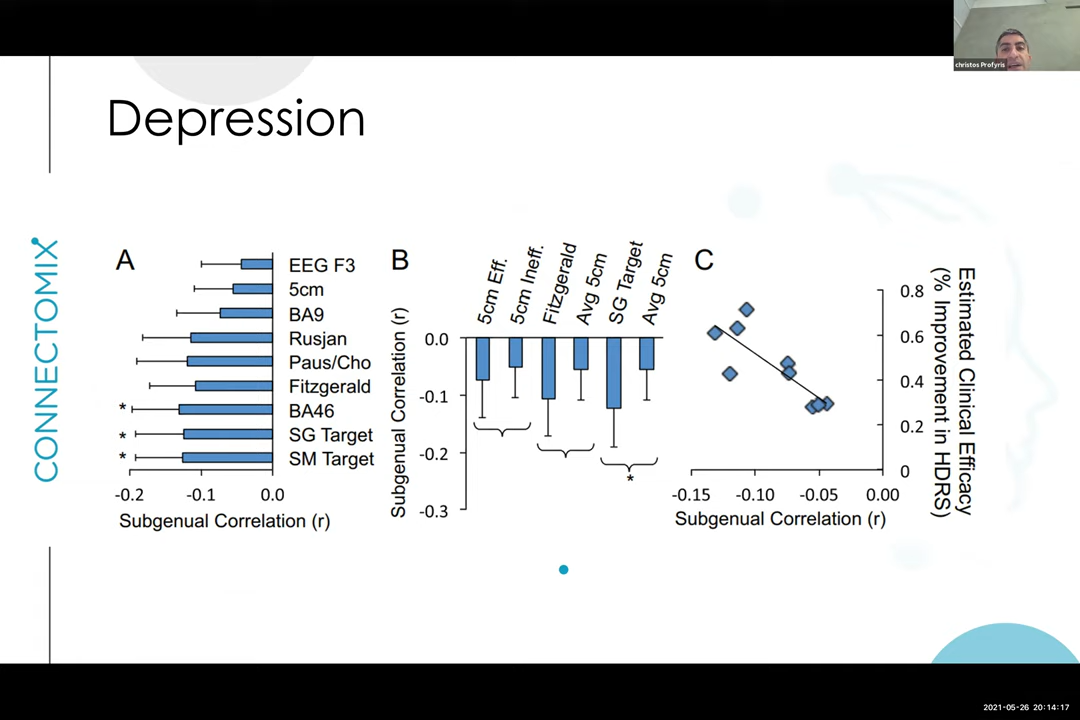 christos Profyris
Depression
CONNECTOMIX
A
EEG F3
5cm
BA9
Rusjan
Paus/Cho
Fitzgerald
* BA46
* SG Target
* SM Target
-0.2 -0.1 0.0
Subgenual Correlation (r)
B
5cm Eff.
5cm Ineff.
Fitzgerald
Avg 5cm
SG Target
Avg 5cm
Subgenual Correlation (r)
0.0
-0.1
-0.2
-0.3
*
C
0.8
0.6
0.4
0.2
0
Estimated Clinical Efficacy
(% Improvement in HDRS)
-0.15 -0.10 -0.05 0.00
Subgenual Correlation (r)
2021-05-26 20:14:17